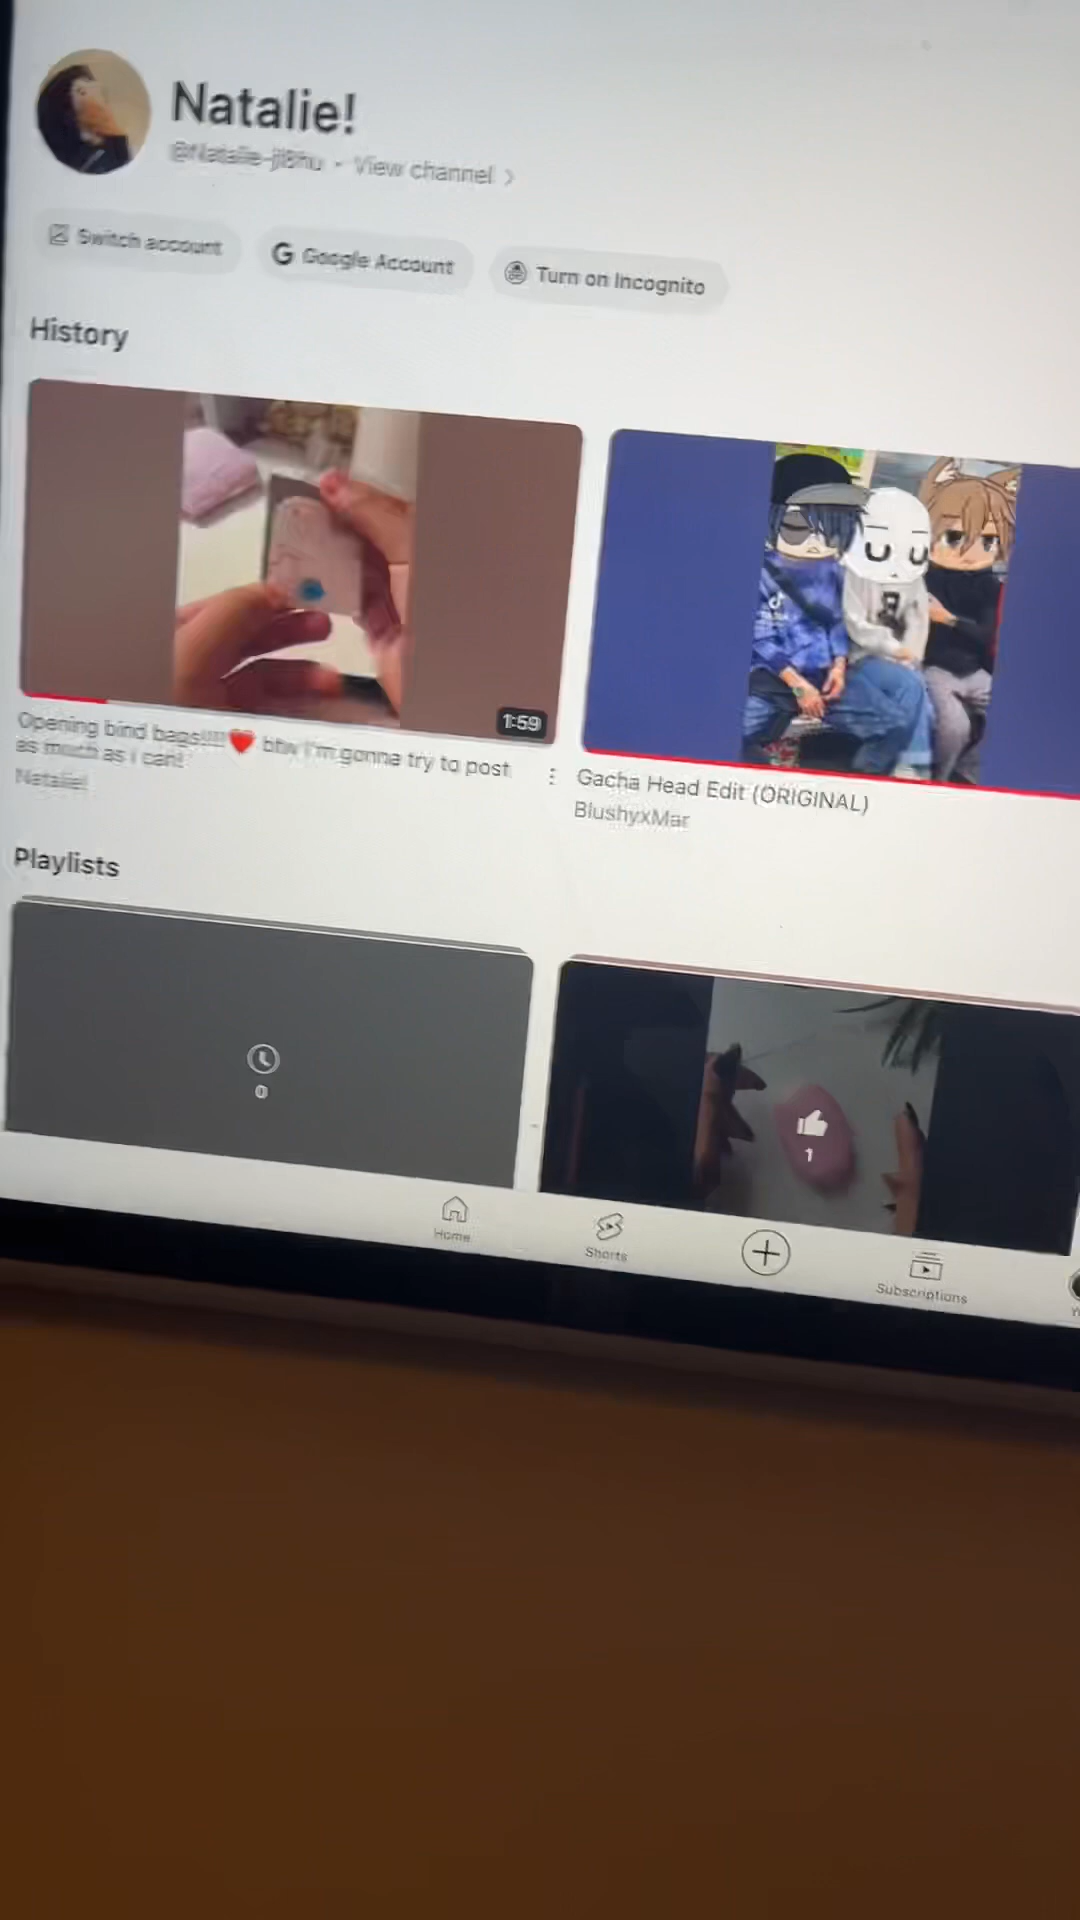 Natalie!
@Natalie-jl8hu • View channel >
Switch account
G Google Account
Turn on Incognito
History
1:59
Opening bind bags!!!!!❤️ btw I'm gonna try to post
as much as i can!
Natalie!
Gacha Head Edit (ORIGINAL)
BlushyxMar
Playlists
0
1
Home
Shorts
Subscriptions